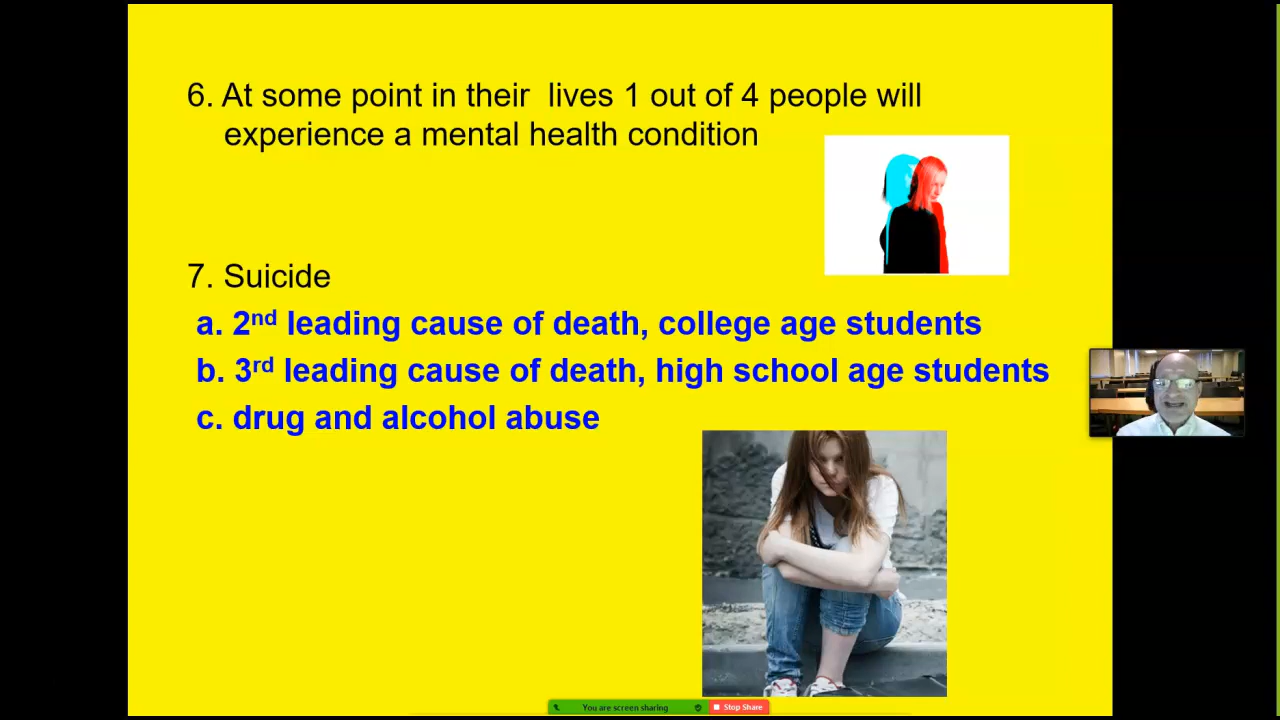 6. At some point in their lives 1 out of 4 people will
experience a mental health condition
7. Suicide
a. 2nd leading cause of death, college age students
b. 3rd leading cause of death, high school age students
c. drug and alcohol abuse
You are screen sharing
Stop Share